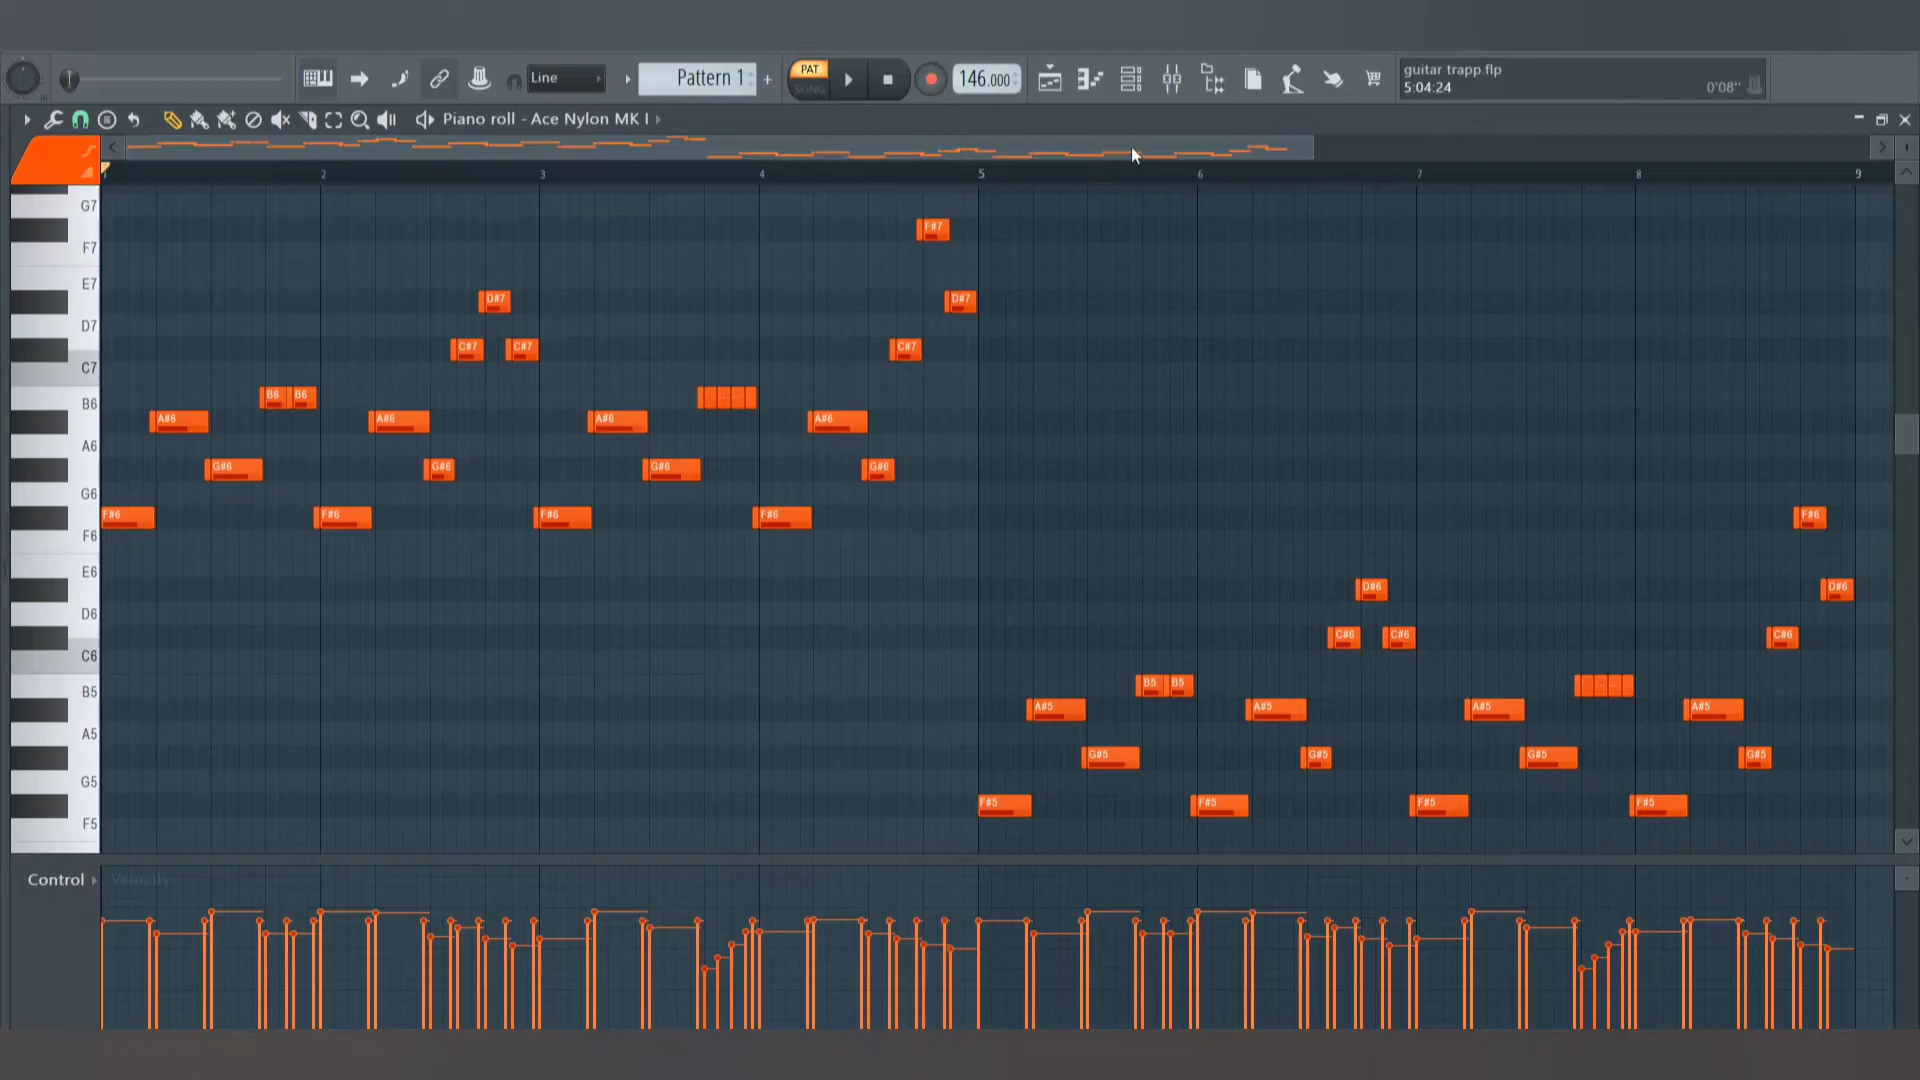 Line
Pattern 1
+
PAT
SONG
146.000
guitar trapp.flp
5:04:24
0'08"
Piano roll - Ace Nylon MK I
2 3 4 5 6 7 8 9
G7
F#7
F7
E7
D#7 D#7
D7
C#7 C#7 C#7
C7
B6 B6 B6
A#6 A#6 A#6 A#6
A6
G#6 G#6 G#6 G#6
G6
F#6 F#6 F#6 F#6 F#6
F6
E6
D#6 D#6
D6
C#6 C#6 C#6
C6
B5 B5 B5
A#5 A#5 A#5 A#5
A5
G#5 G#5 G#5 G#5
G5
F#5 F#5 F#5 F#5
F5
Control
Velocity